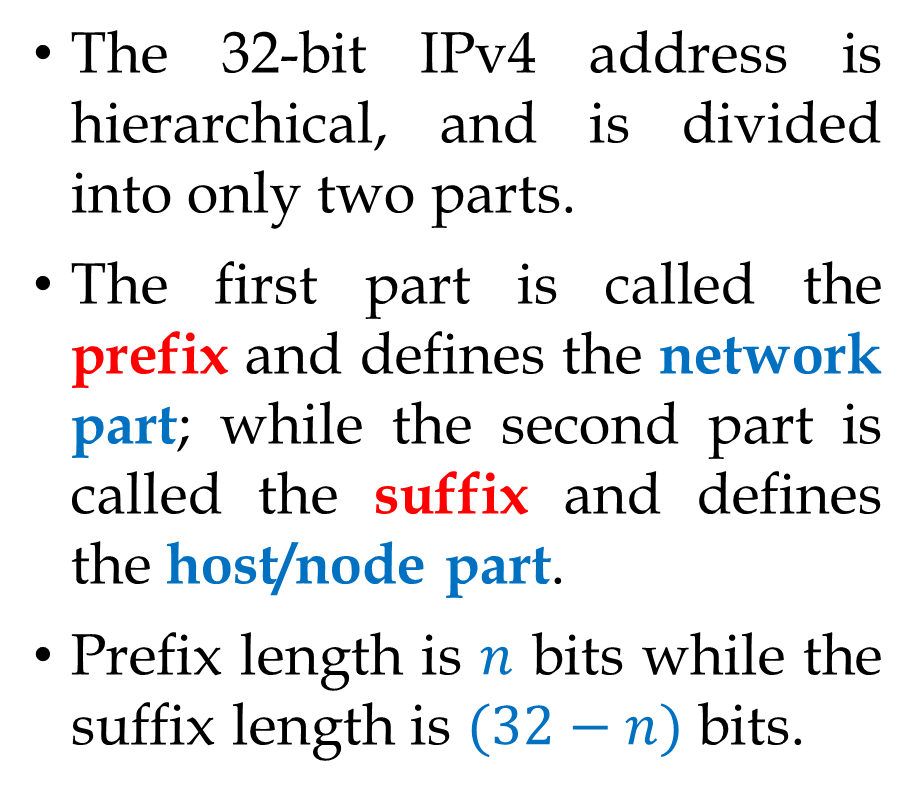 • The 32-bit IPv4 address is
hierarchical, and is divided
into only two parts.
• The first part is called the
prefix and defines the network
part; while the second part is
called the suffix and defines
the host/node part.
• Prefix length is n bits while the
suffix length is (32 − n) bits.